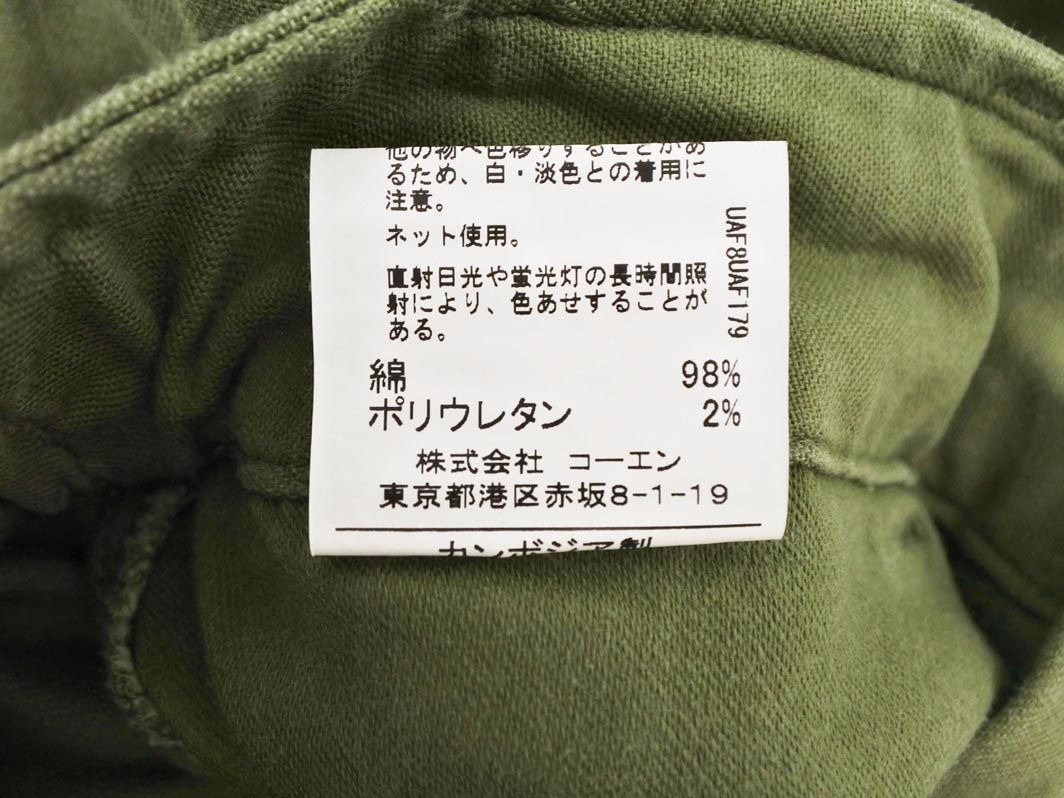 他の物へ色移りすることがあ
るため、白・淡色との着用に
注意。
ネット使用。
直射日光や蛍光灯の長時間照
射により、色あせすることが
ある。
綿 98%
ポリウレタン 2%
株式会社 コーエン
東京都港区赤坂8-1-19
カンボジア製
UAF8UAF179